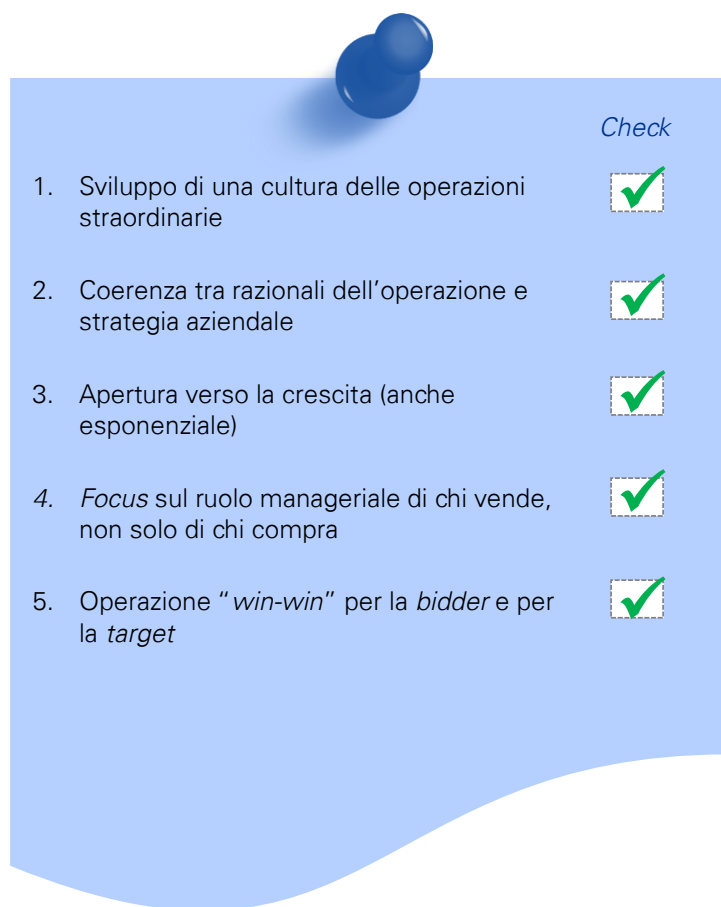 Check
1. Sviluppo di una cultura delle operazioni
straordinarie
2. Coerenza tra razionali dell'operazione e
strategia aziendale
3. Apertura verso la crescita (anche
esponenziale)
4. Focus sul ruolo manageriale di chi vende,
non solo di chi compra
5. Operazione "win-win" per la bidder e per
la target